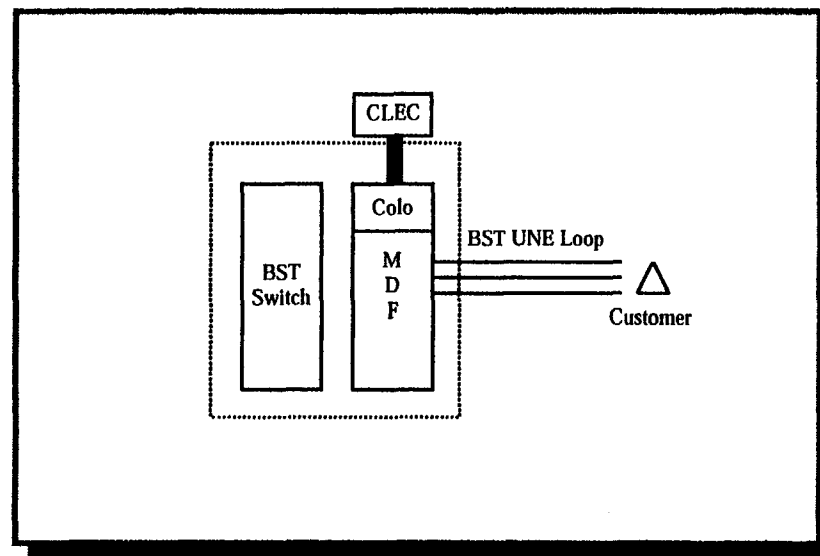 CLEC
Colo
BST UNE Loop
BST
Switch
M
D
F
Customer